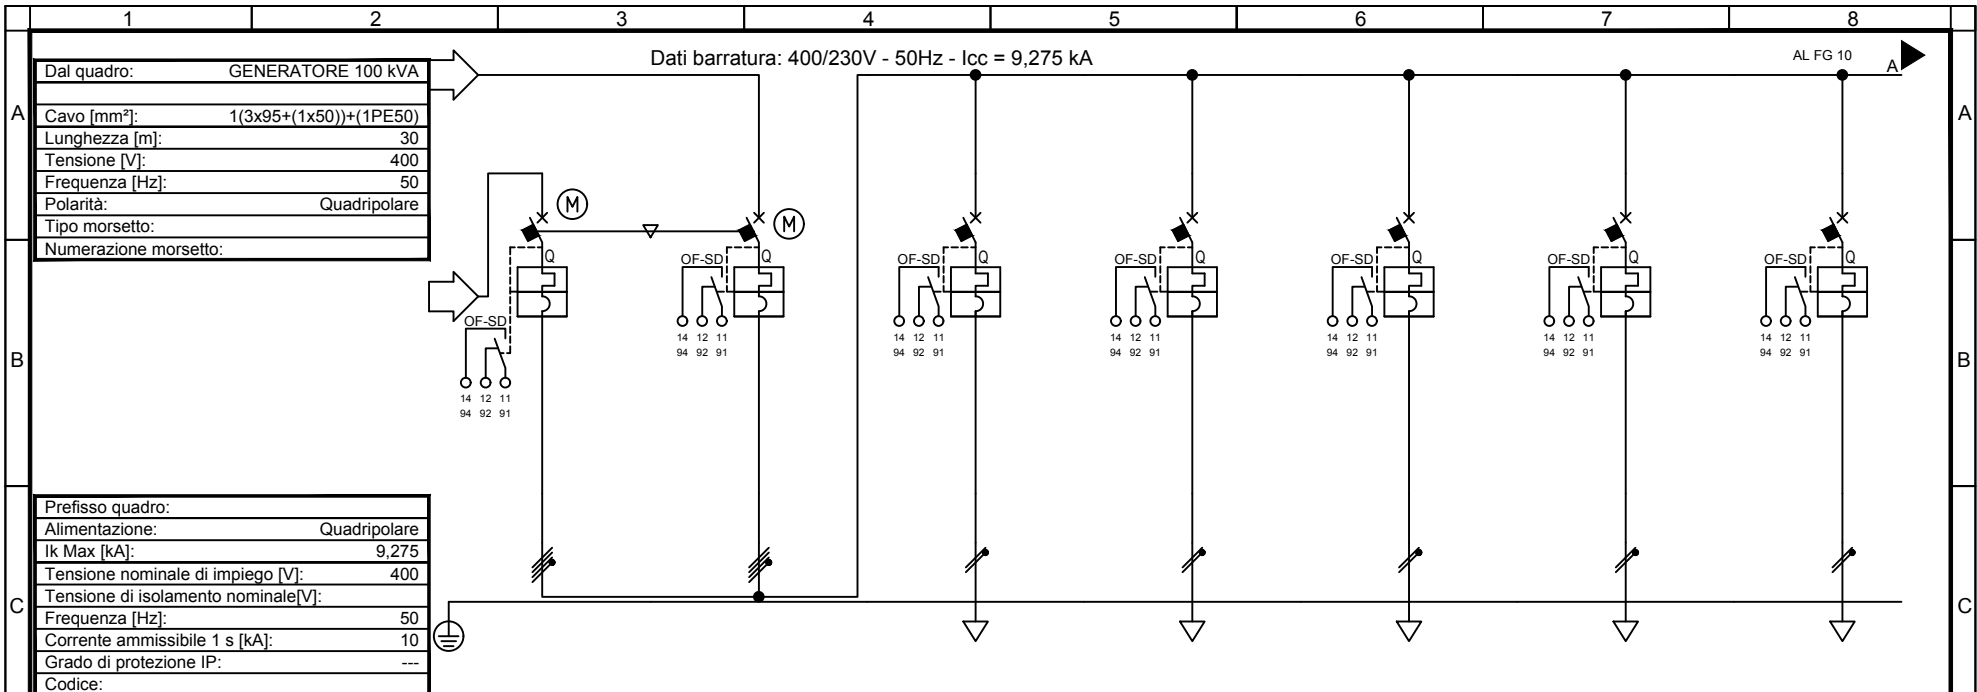 1 2 3 4 5 6 7 8
Dati barratura: 400/230V - 50Hz - Icc = 9,275 kA
AL FG 10
A
A
A
Dal quadro: GENERATORE 100 kVA
Cavo [mm²]: 1(3x95+(1x50))+(1PE50)
Lunghezza [m]: 30
Tensione [V]: 400
Frequenza [Hz]: 50
Polarità: Quadripolare
Tipo morsetto:
Numerazione morsetto:
M M
Q Q Q Q Q Q Q
OF-SD OF-SD OF-SD OF-SD OF-SD OF-SD
14 12 11 14 12 11 14 12 11 14 12 11 14 12 11 14 12 11
94 92 91 94 92 91 94 92 91 94 92 91 94 92 91 94 92 91
OF-SD
14 12 11
94 92 91
B B
Prefisso quadro:
Alimentazione: Quadripolare
Ik Max [kA]: 9,275
Tensione nominale di impiego [V]: 400
Tensione di isolamento nominale[V]:
Frequenza [Hz]: 50
Corrente ammissibile 1 s [kA]: 10
Grado di protezione IP: ---
Codice:
C C